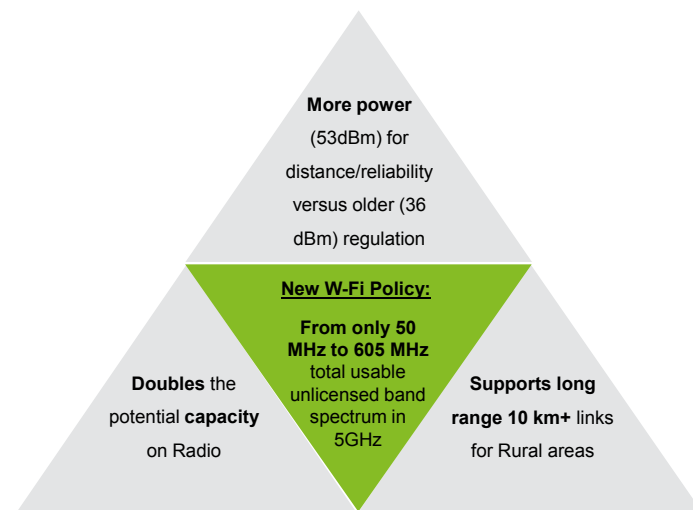 More power
(53dBm) for
distance/reliability
versus older (36
dBm) regulation
New W-Fi Policy:
From only 50
MHz to 605 MHz
total usable
unlicensed band
spectrum in
5GHz
Doubles the
potential capacity
on Radio
Supports long
range 10 km+ links
for Rural areas